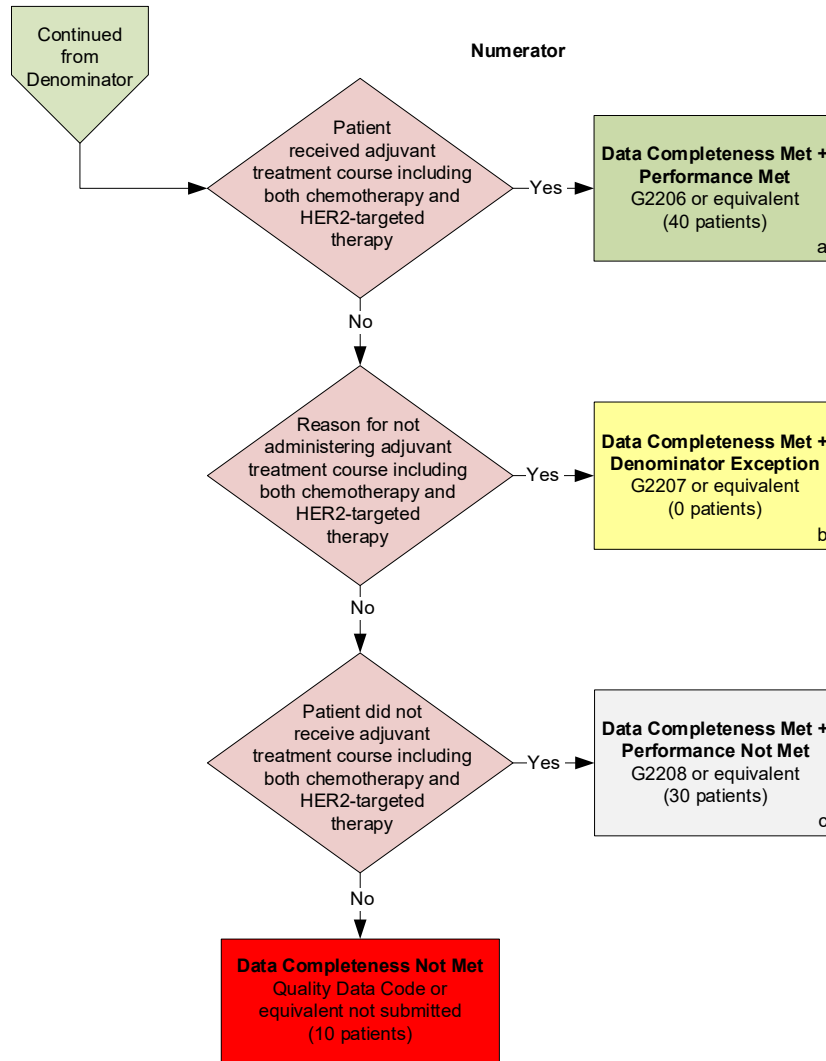 Continued
from
Denominator
Numerator
Patient
received adjuvant
treatment course including
both chemotherapy and
HER2-targeted
therapy
Yes
Data Completeness Met +
Performance Met
G2206 or equivalent
(40 patients)
a
No
Reason for not
administering adjuvant
treatment course including
both chemotherapy and
HER2-targeted
therapy
Yes
Data Completeness Met +
Denominator Exception
G2207 or equivalent
(0 patients)
b
No
Patient did not
receive adjuvant
treatment course including
both chemotherapy and
HER2-targeted
therapy
Yes
Data Completeness Met +
Performance Not Met
G2208 or equivalent
(30 patients)
c
No
Data Completeness Not Met
Quality Data Code or
equivalent not submitted
(10 patients)